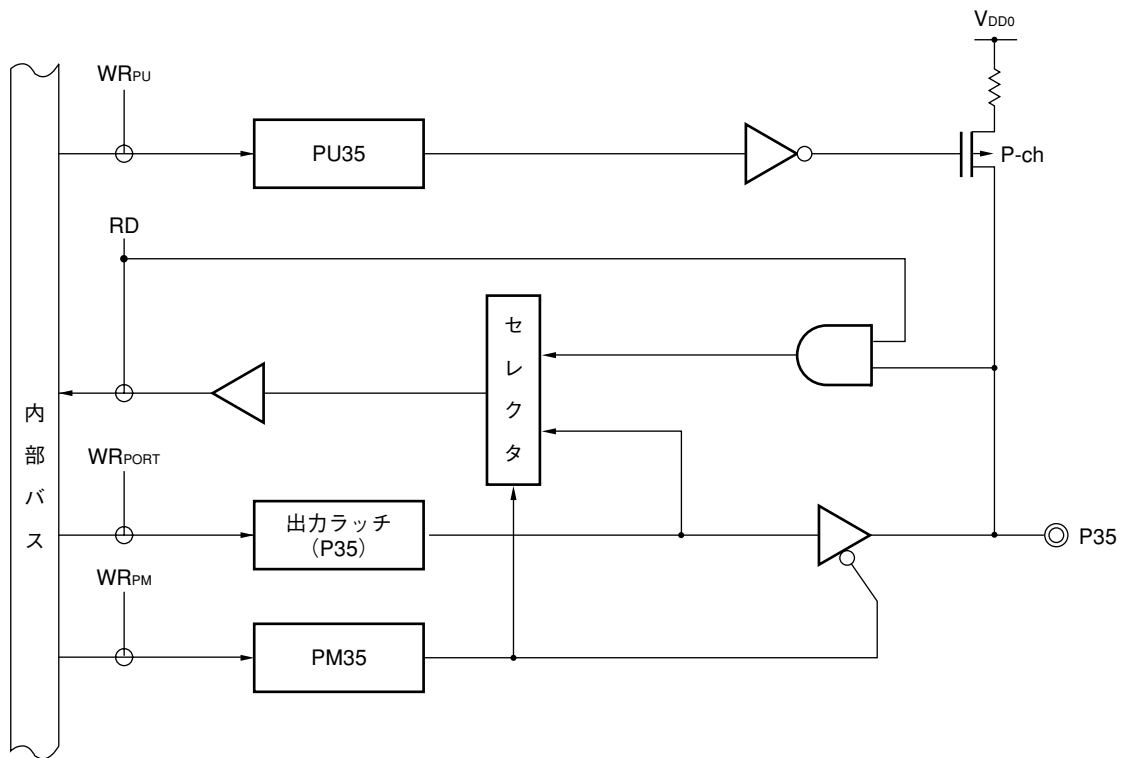 VDD0
WRPU
PU35
P-ch
RD
セレクタ
内部バス
WRPORT
出力ラッチ
（P35）
P35
WRPM
PM35